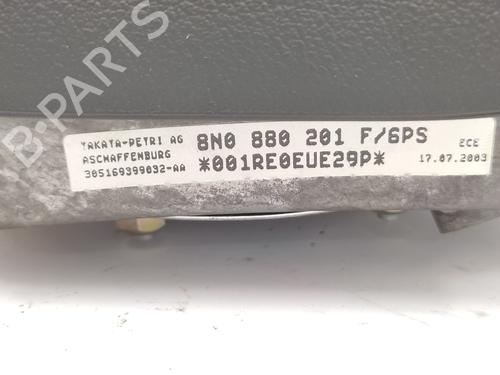 TAKATA-PETRI AG
ASCHAFFENBURG
305169399032-AA
8N0 880 201 F/6PS
*001RE0EUE29P*
ECE
17.07.2003
B-PARTS